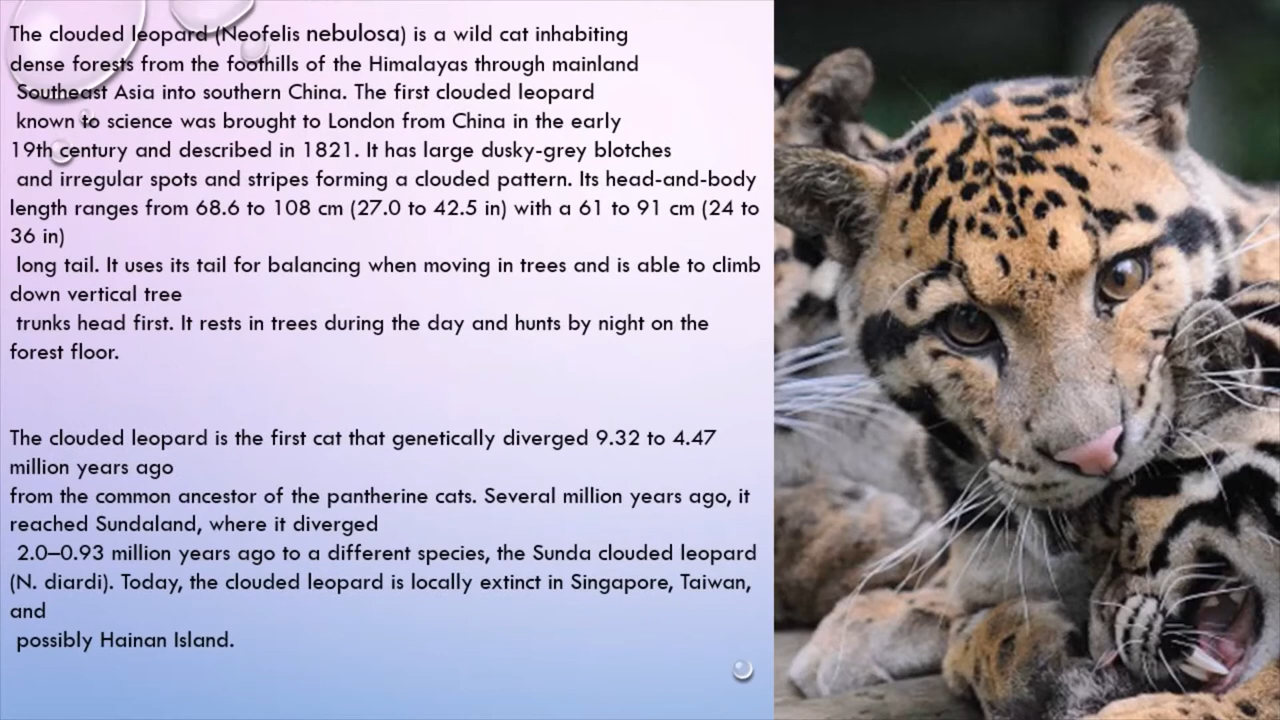 The clouded leopard (Neofelis nebulosa) is a wild cat inhabiting
dense forests from the foothills of the Himalayas through mainland
Southeast Asia into southern China. The first clouded leopard
known to science was brought to London from China in the early
19th century and described in 1821. It has large dusky-grey blotches
and irregular spots and stripes forming a clouded pattern. Its head-and-body
length ranges from 68.6 to 108 cm (27.0 to 42.5 in) with a 61 to 91 cm (24 to
36 in)
long tail. It uses its tail for balancing when moving in trees and is able to climb
down vertical tree
trunks head first. It rests in trees during the day and hunts by night on the
forest floor.
The clouded leopard is the first cat that genetically diverged 9.32 to 4.47
million years ago
from the common ancestor of the pantherine cats. Several million years ago, it
reached Sundaland, where it diverged
2.0–0.93 million years ago to a different species, the Sunda clouded leopard
(N. diardi). Today, the clouded leopard is locally extinct in Singapore, Taiwan,
and
possibly Hainan Island.